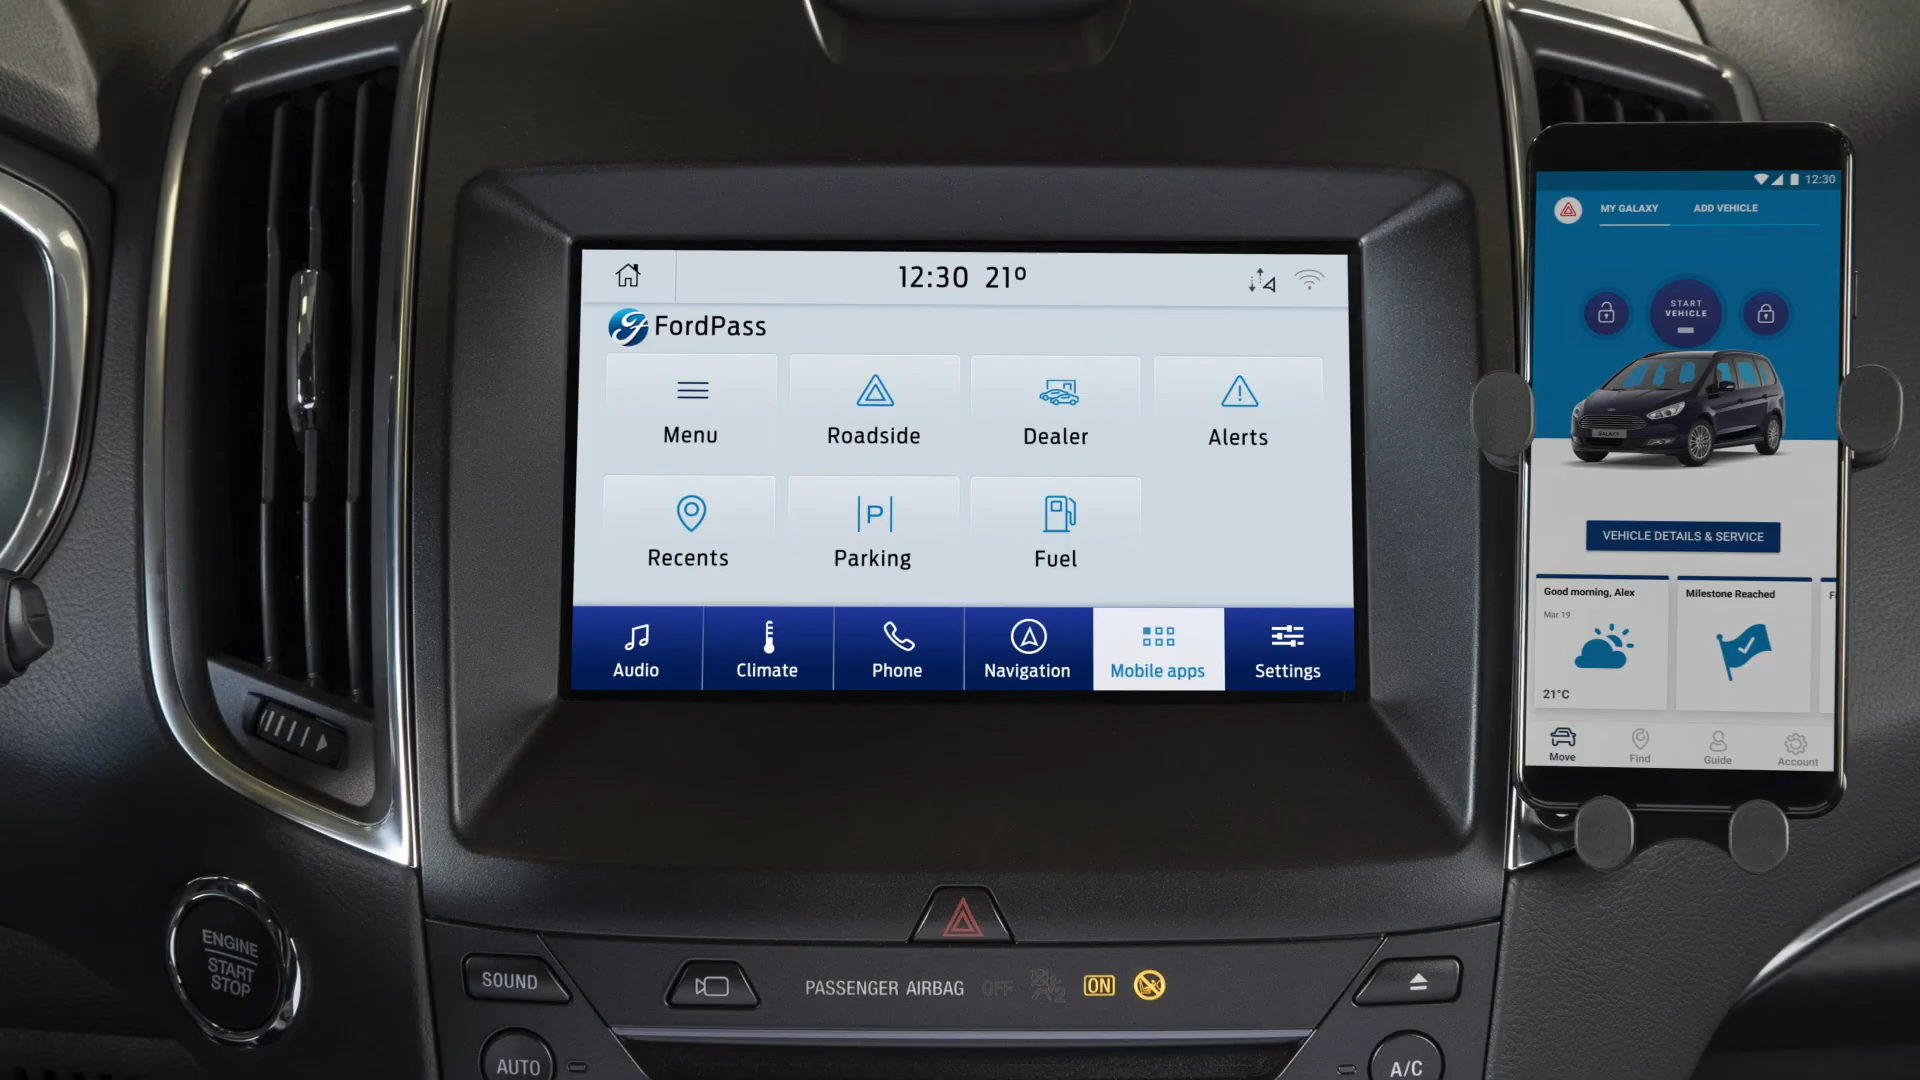 12:30 21º
FordPass
Menu
Roadside
Dealer
Alerts
Recents
P
Parking
Fuel
Audio
Climate
Phone
Navigation
Mobile apps
Settings
12:30
MY GALAXY
ADD VEHICLE
START
VEHICLE
GALAXY
VEHICLE DETAILS & SERVICE
Good morning, Alex
Mar 19
21°C
Milestone Reached
F
Move
Find
Guide
Account
ENGINE
START
STOP
SOUND
PASSENGER AIRBAG OFF 2 ON
AUTO
A/C